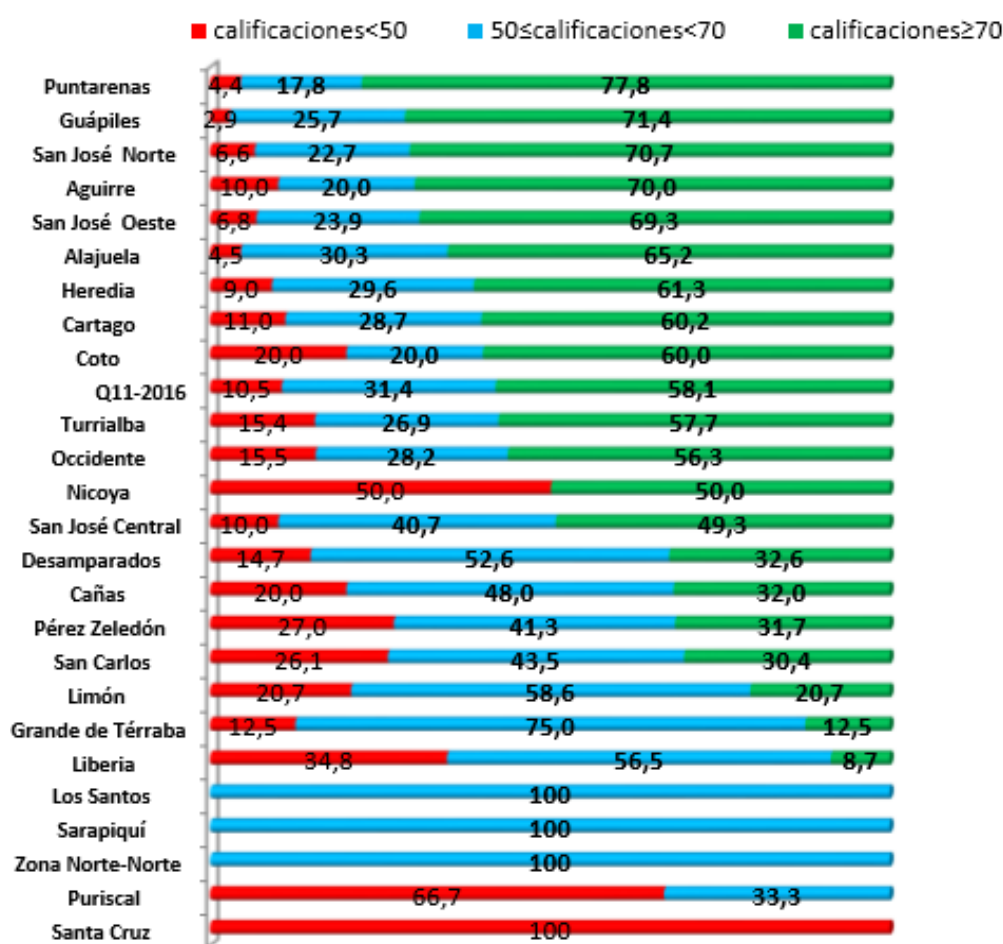 calificaciones<50 50≤calificaciones<70 calificaciones≥70
Puntarenas 4,4 17,8 77,8
Guápiles 2,9 25,7 71,4
San José Norte 6,6 22,7 70,7
Aguirre 10,0 20,0 70,0
San José Oeste 6,8 23,9 69,3
Alajuela 4,5 30,3 65,2
Heredia 9,0 29,6 61,3
Cartago 11,0 28,7 60,2
Coto 20,0 20,0 60,0
Q11-2016 10,5 31,4 58,1
Turrialba 15,4 26,9 57,7
Occidente 15,5 28,2 56,3
Nicoya 50,0 50,0
San José Central 10,0 40,7 49,3
Desamparados 14,7 52,6 32,6
Cañas 20,0 48,0 32,0
Pérez Zeledón 27,0 41,3 31,7
San Carlos 26,1 43,5 30,4
Limón 20,7 58,6 20,7
Grande de Térraba 12,5 75,0 12,5
Liberia 34,8 56,5 8,7
Los Santos 100
Sarapiquí 100
Zona Norte-Norte 100
Puriscal 66,7 33,3
Santa Cruz 100